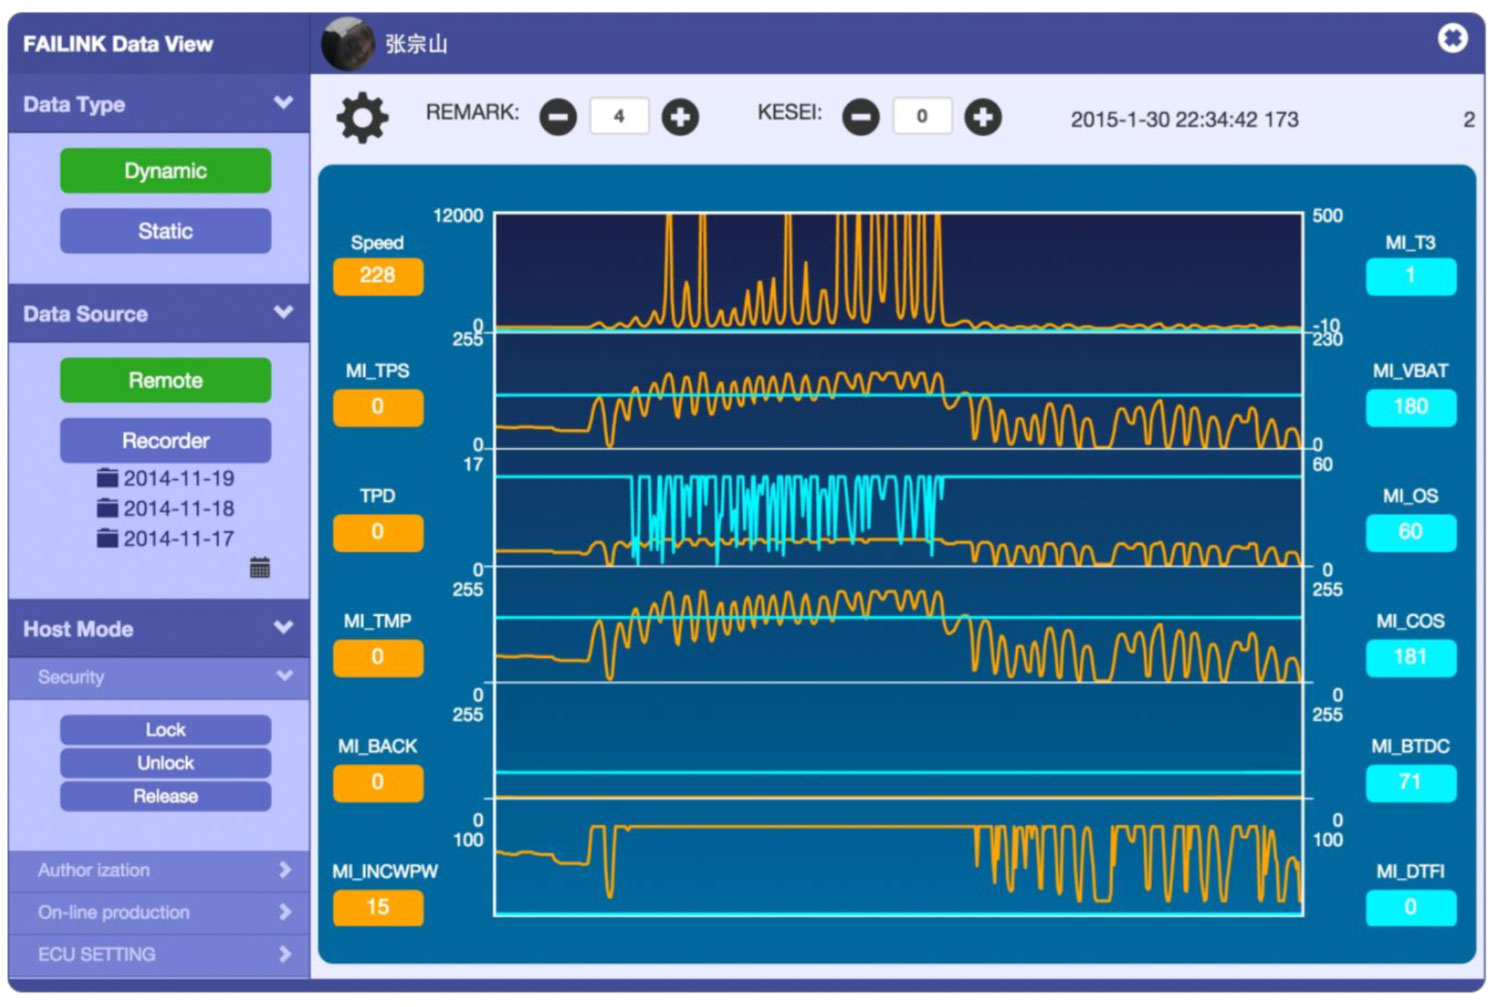 FAILINK Data View
张宗山
Data Type
Dynamic
Static
Data Source
Remote
Recorder
2014-11-19
2014-11-18
2014-11-17
Host Mode
Security
Lock
Unlock
Release
Author ization
On-line production
ECU SETTING
REMARK: 4 KESEI: 0 2015-1-30 22:34:42 173 2
12000 500
Speed MI_T3
228 1
0 -10
255 230
MI_TPS MI_VBAT
0 180
0 0
17 60
TPD MI_OS
0 60
0 0
255 255
MI_TMP MI_COS
0 181
0 0
255 255
MI_BACK MI_BTDC
0 71
0 0
100 100
MI_INCWPW MI_DTFI
15 0